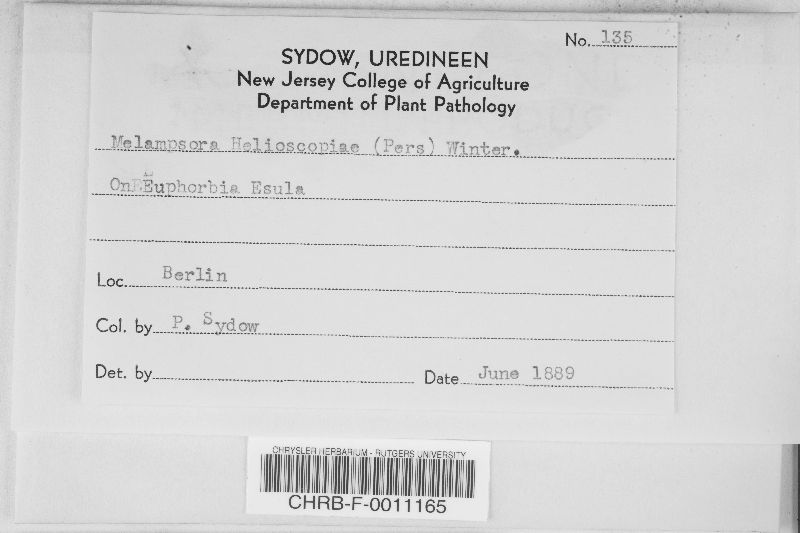 No. 135
SYDOW, UREDINEEN
New Jersey College of Agriculture
Department of Plant Pathology
Melampsora Helioscopiae (Pers) Winter.
On Euphorbia Esula
Loc. Berlin
Col. by P. Sydow
Det. by
Date June 1889
CHRYSLER HERBARIUM - RUTGERS UNIVERSITY
CHRB-F-0011165